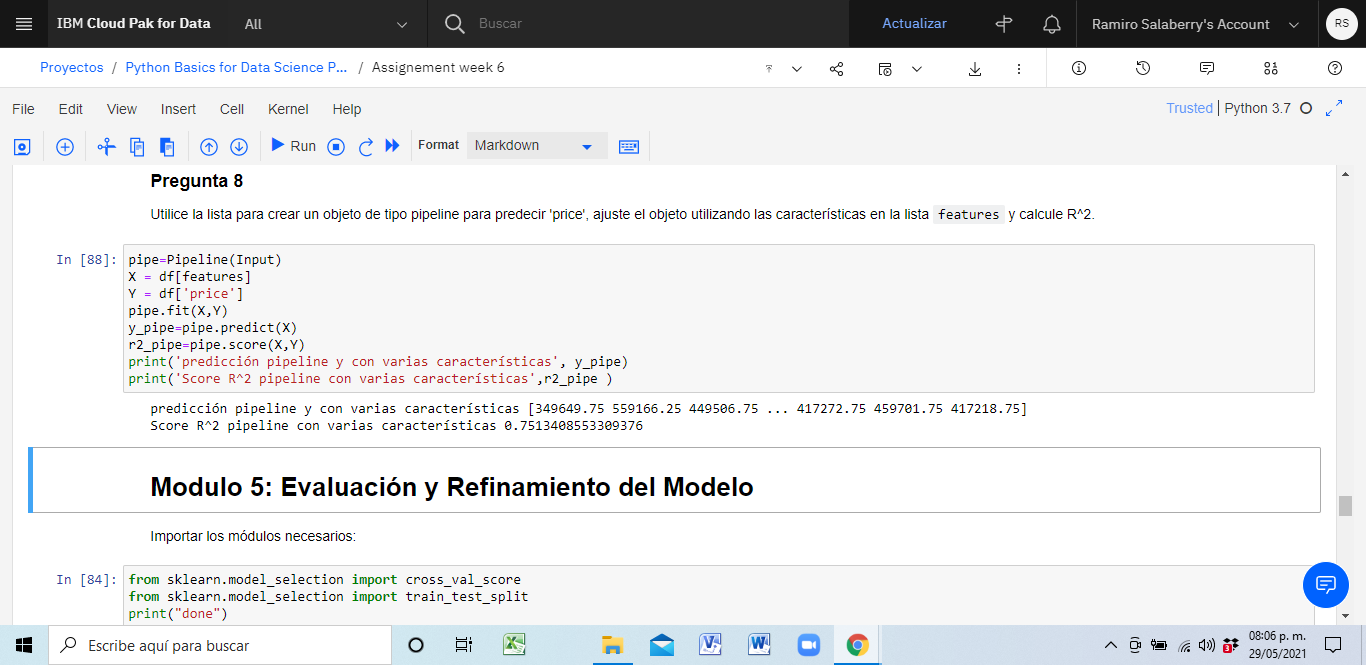 IBM Cloud Pak for Data All Buscar Actualizar Ramiro Salaberry's Account RS
Proyectos / Python Basics for Data Science P... / Assignement week 6
File Edit View Insert Cell Kernel Help Trusted | Python 3.7
Run Format Markdown
Pregunta 8
Utilice la lista para crear un objeto de tipo pipeline para predecir 'price', ajuste el objeto utilizando las características en la lista features y calcule R^2.
In [88]: pipe=Pipeline(Input)
X = df[features]
Y = df['price']
pipe.fit(X,Y)
y_pipe=pipe.predict(X)
r2_pipe=pipe.score(X,Y)
print('predicción pipeline y con varias características', y_pipe)
print('Score R^2 pipeline con varias características',r2_pipe )
predicción pipeline y con varias características [349649.75 559166.25 449506.75 ... 417272.75 459701.75 417218.75]
Score R^2 pipeline con varias características 0.7513408553309376
Modulo 5: Evaluación y Refinamiento del Modelo
Importar los módulos necesarios:
In [84]: from sklearn.model_selection import cross_val_score
from sklearn.model_selection import train_test_split
print("done")
Escribe aquí para buscar 3 08:06 p. m.
29/05/2021